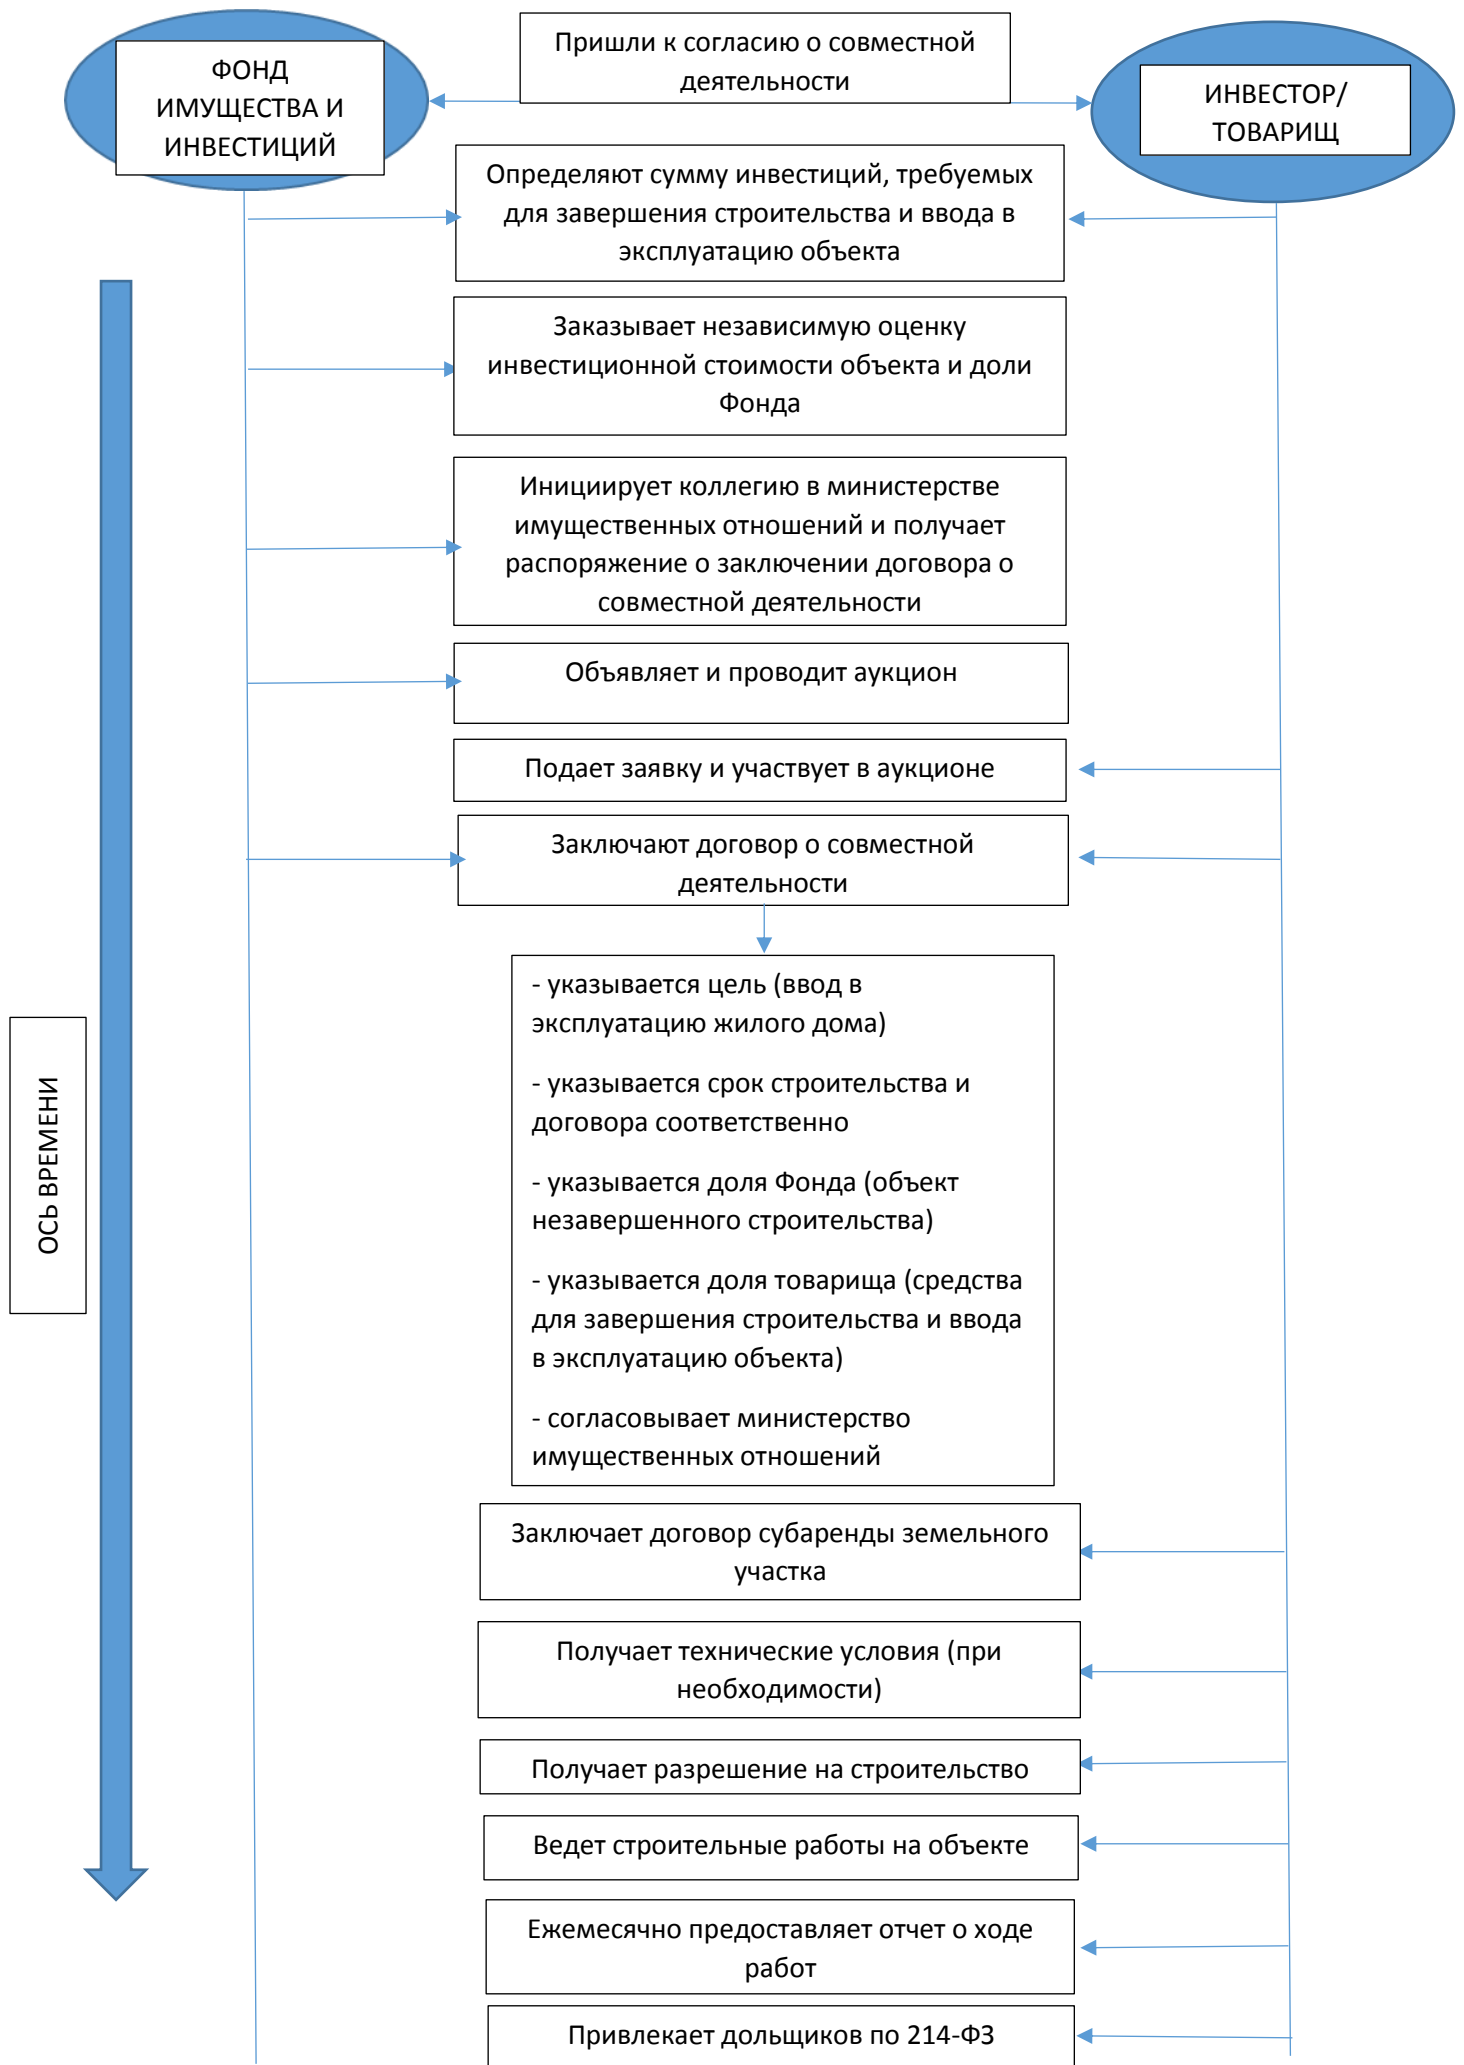 Пришли к согласию о совместной
деятельности
ФОНД
ИМУЩЕСТВА И
ИНВЕСТИЦИЙ
ИНВЕСТОР/
ТОВАРИЩ
Определяют сумму инвестиций, требуемых
для завершения строительства и ввода в
эксплуатацию объекта
Заказывает независимую оценку
инвестиционной стоимости объекта и доли
Фонда
Инициирует коллегию в министерстве
имущественных отношений и получает
распоряжение о заключении договора о
совместной деятельности
Объявляет и проводит аукцион
Подает заявку и участвует в аукционе
Заключают договор о совместной
деятельности
- указывается цель (ввод в
эксплуатацию жилого дома)
- указывается срок строительства и
договора соответственно
- указывается доля Фонда (объект
незавершенного строительства)
- указывается доля товарища (средства
для завершения строительства и ввода
в эксплуатацию объекта)
- согласовывает министерство
имущественных отношений
ОСЬ ВРЕМЕНИ
Заключает договор субаренды земельного
участка
Получает технические условия (при
необходимости)
Получает разрешение на строительство
Ведет строительные работы на объекте
Ежемесячно предоставляет отчет о ходе
работ
Привлекает дольщиков по 214-ФЗ